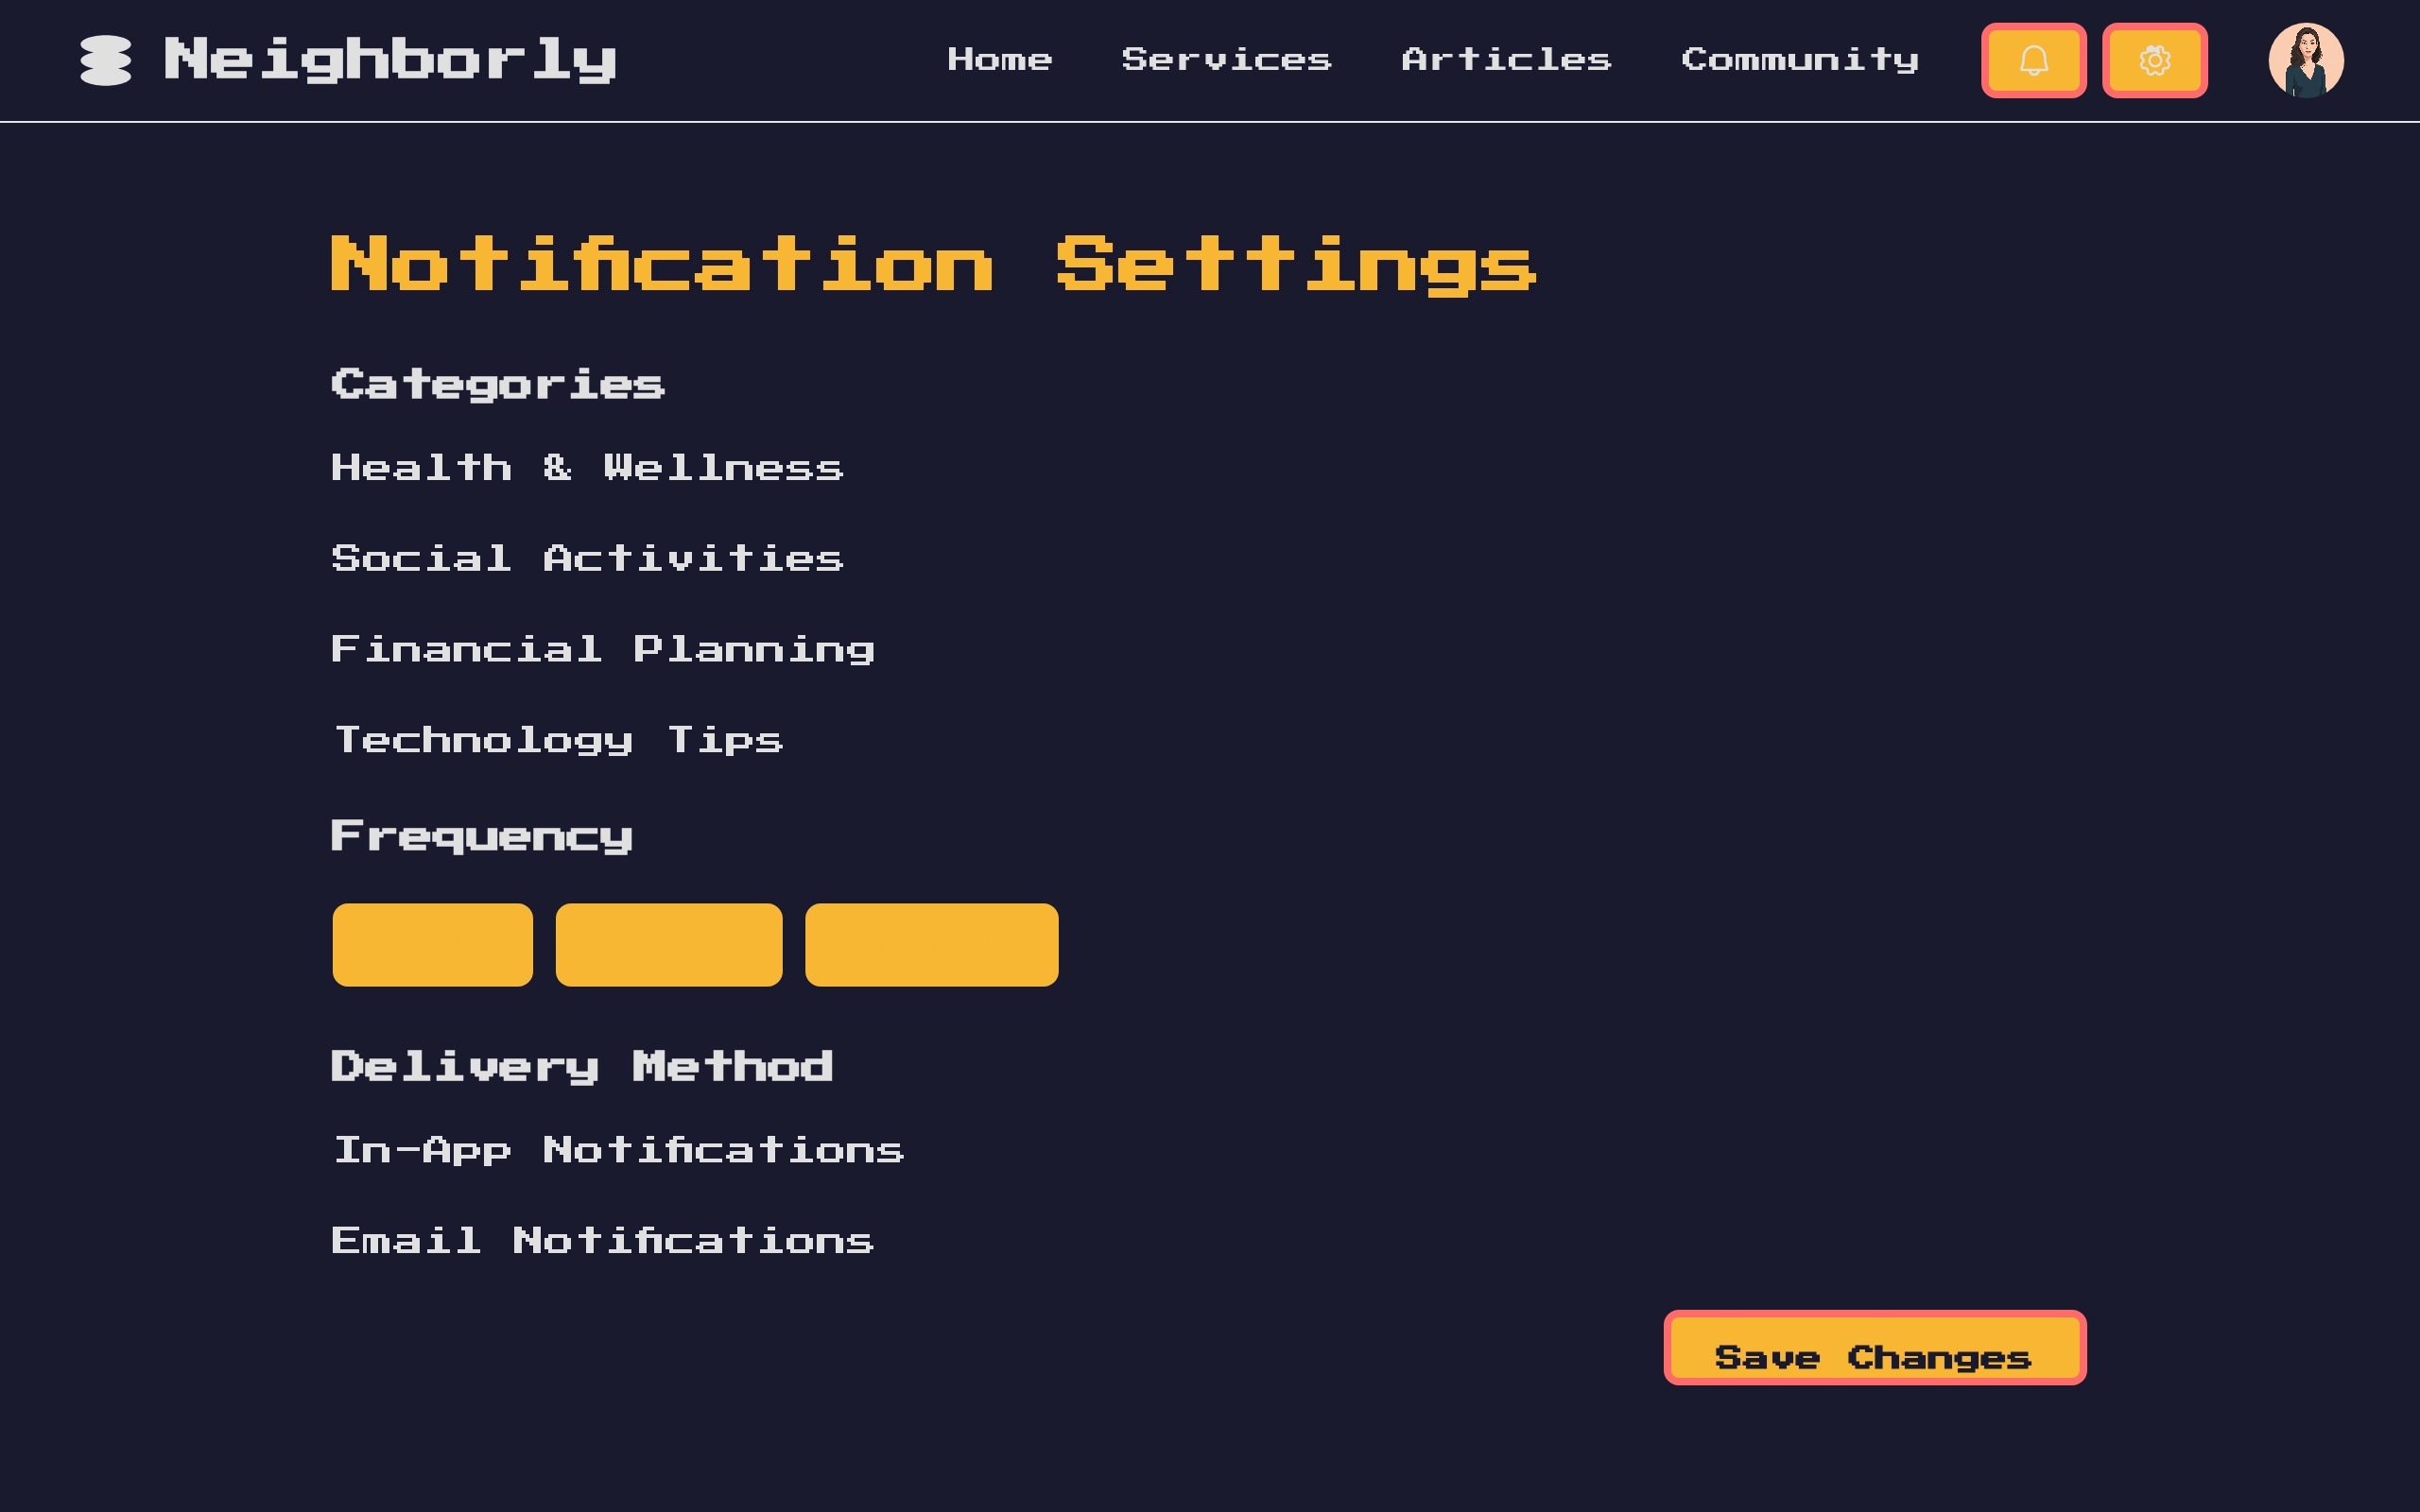 Neighborly
Home
Services
Articles
Community
Notification Settings
Categories
Health & Wellness
Social Activities
Financial Planning
Technology Tips
Frequency
Delivery Method
In-App Notifications
Email Notifications
Save Changes